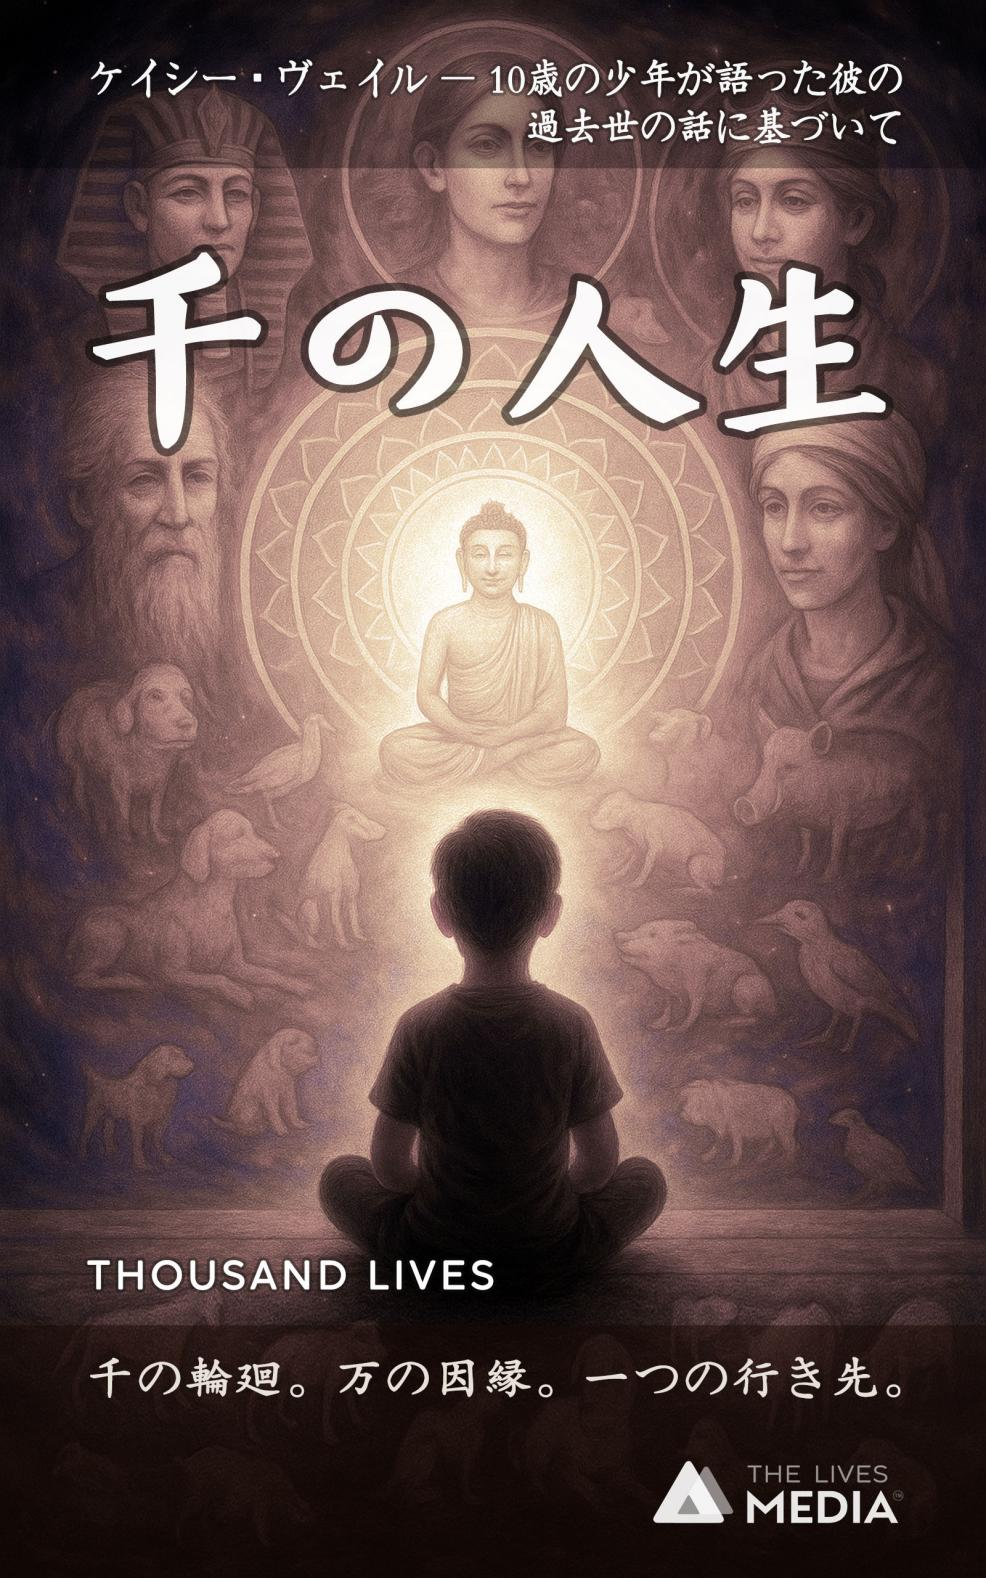 ケイシー・ヴェイル — 10歳の少年が語った彼の
過去世の話に基づいて
千の人生
THOUSAND LIVES
千の輪廻。万の因縁。一つの行き先。
THE LIVES
MEDIA™